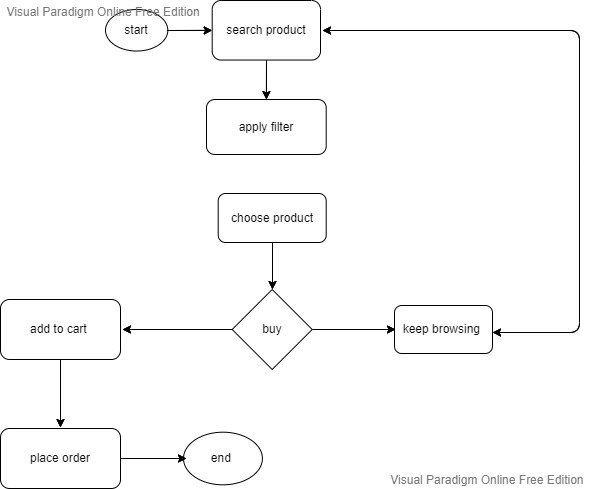 Visual Paradigm Online Free Edition
start
search product
apply filter
choose product
add to cart
buy
keep browsing
place order
end
Visual Paradigm Online Free Edition